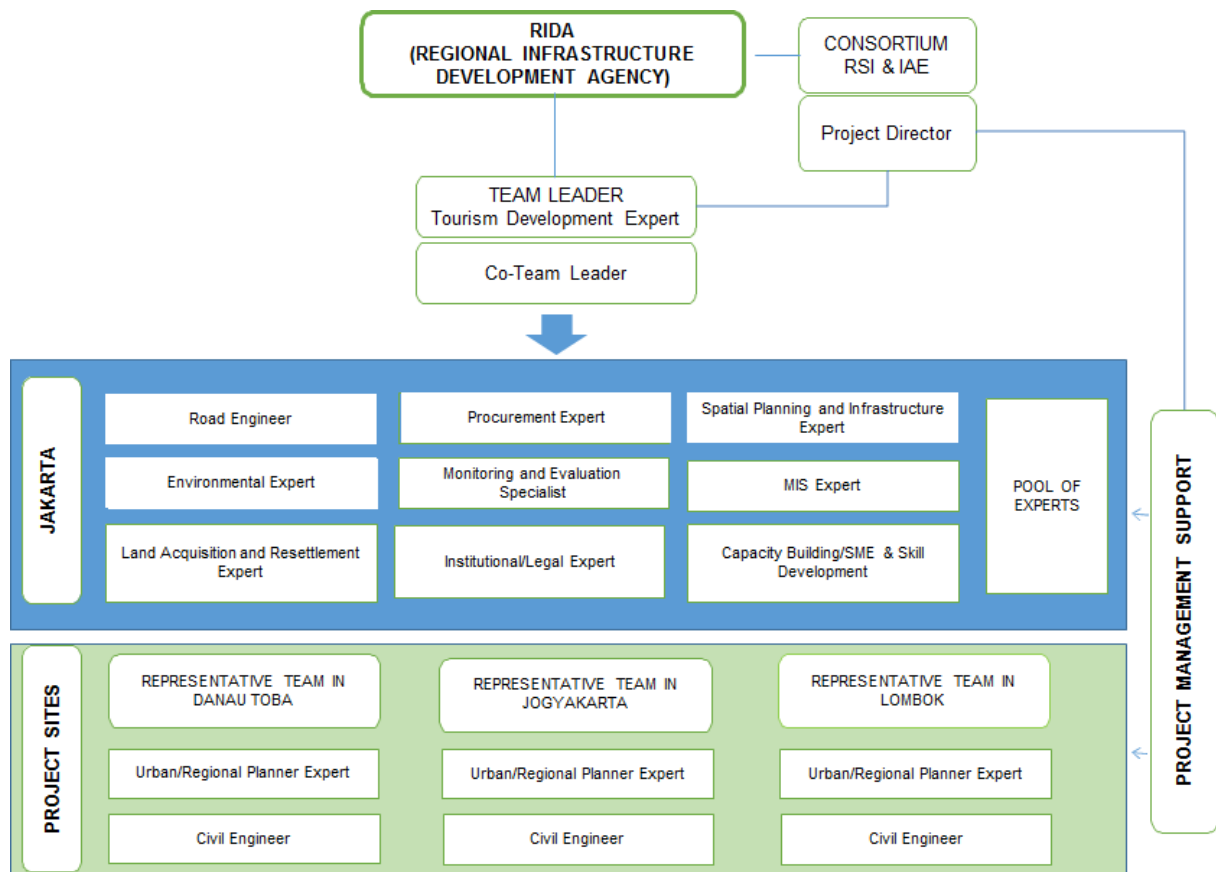 RIDA
(REGIONAL INFRASTRUCTURE
DEVELOPMENT AGENCY)
CONSORTIUM
RSI & IAE
Project Director
TEAM LEADER
Tourism Development Expert
Co-Team Leader
JAKARTA
Road Engineer
Procurement Expert
Spatial Planning and Infrastructure
Expert
Environmental Expert
Monitoring and Evaluation
Specialist
MIS Expert
Land Acquisition and Resettlement
Expert
Institutional/Legal Expert
Capacity Building/SME & Skill
Development
POOL OF
EXPERTS
PROJECT MANAGEMENT SUPPORT
PROJECT SITES
REPRESENTATIVE TEAM IN
DANAU TOBA
REPRESENTATIVE TEAM IN
JOGYAKARTA
REPRESENTATIVE TEAM IN
LOMBOK
Urban/Regional Planner Expert
Urban/Regional Planner Expert
Urban/Regional Planner Expert
Civil Engineer
Civil Engineer
Civil Engineer